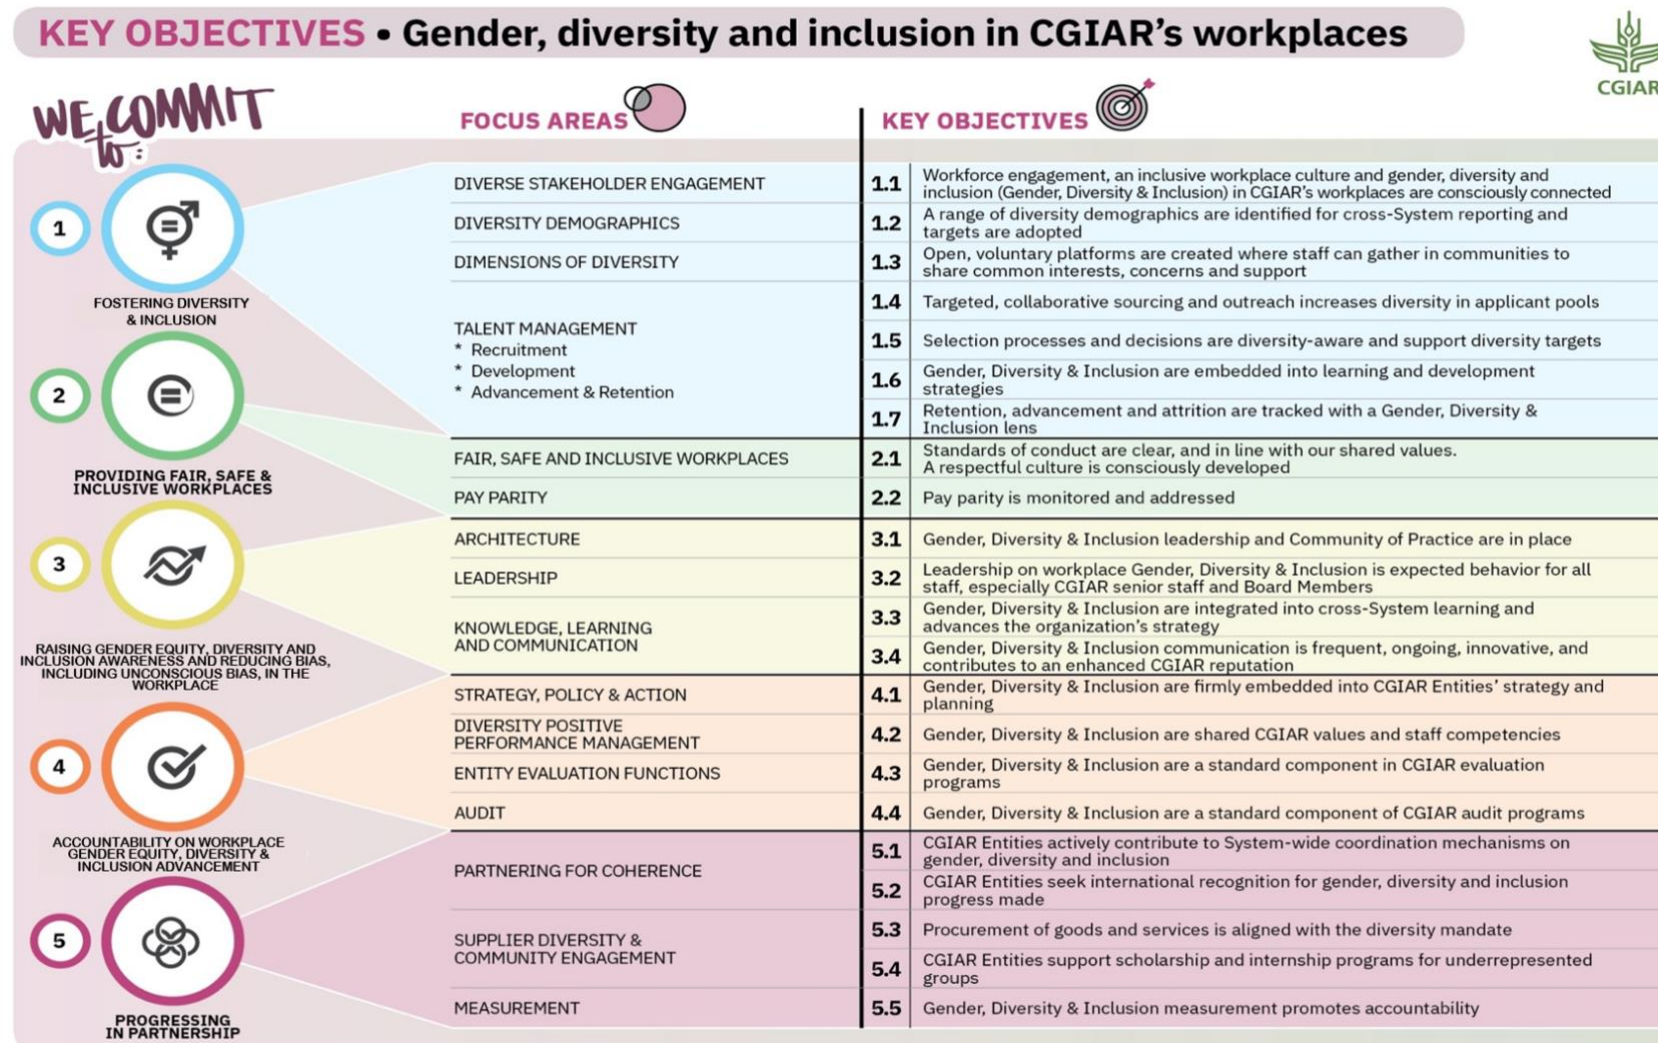 KEY OBJECTIVES • Gender, diversity and inclusion in CGIAR's workplaces
CGIAR
WE COMMIT
to:
FOCUS AREAS
KEY OBJECTIVES
1
FOSTERING DIVERSITY
& INCLUSION
DIVERSE STAKEHOLDER ENGAGEMENT
1.1
Workforce engagement, an inclusive workplace culture and gender, diversity and
inclusion (Gender, Diversity & Inclusion) in CGIAR's workplaces are consciously connected
DIVERSITY DEMOGRAPHICS
1.2
A range of diversity demographics are identified for cross-System reporting and
targets are adopted
DIMENSIONS OF DIVERSITY
1.3
Open, voluntary platforms are created where staff can gather in communities to
share common interests, concerns and support
TALENT MANAGEMENT
* Recruitment
* Development
* Advancement & Retention
1.4
Targeted, collaborative sourcing and outreach increases diversity in applicant pools
1.5
Selection processes and decisions are diversity-aware and support diversity targets
1.6
Gender, Diversity & Inclusion are embedded into learning and development
strategies
1.7
Retention, advancement and attrition are tracked with a Gender, Diversity &
Inclusion lens
2
PROVIDING FAIR, SAFE &
INCLUSIVE WORKPLACES
FAIR, SAFE AND INCLUSIVE WORKPLACES
2.1
Standards of conduct are clear, and in line with our shared values.
A respectful culture is consciously developed
PAY PARITY
2.2
Pay parity is monitored and addressed
3
RAISING GENDER EQUITY, DIVERSITY AND
INCLUSION AWARENESS AND REDUCING BIAS,
INCLUDING UNCONSCIOUS BIAS, IN THE
WORKPLACE
ARCHITECTURE
3.1
Gender, Diversity & Inclusion leadership and Community of Practice are in place
LEADERSHIP
3.2
Leadership on workplace Gender, Diversity & Inclusion is expected behavior for all
staff, especially CGIAR senior staff and Board Members
KNOWLEDGE, LEARNING
AND COMMUNICATION
3.3
Gender, Diversity & Inclusion are integrated into cross-System learning and
advances the organization's strategy
3.4
Gender, Diversity & Inclusion communication is frequent, ongoing, innovative, and
contributes to an enhanced CGIAR reputation
4
ACCOUNTABILITY ON WORKPLACE
GENDER EQUITY, DIVERSITY &
INCLUSION ADVANCEMENT
STRATEGY, POLICY & ACTION
4.1
Gender, Diversity & Inclusion are firmly embedded into CGIAR Entities' strategy and
planning
DIVERSITY POSITIVE
PERFORMANCE MANAGEMENT
4.2
Gender, Diversity & Inclusion are shared CGIAR values and staff competencies
ENTITY EVALUATION FUNCTIONS
4.3
Gender, Diversity & Inclusion are a standard component in CGIAR evaluation
programs
AUDIT
4.4
Gender, Diversity & Inclusion are a standard component of CGIAR audit programs
5
PROGRESSING
IN PARTNERSHIP
PARTNERING FOR COHERENCE
5.1
CGIAR Entities actively contribute to System-wide coordination mechanisms on
gender, diversity and inclusion
5.2
CGIAR Entities seek international recognition for gender, diversity and inclusion
progress made
SUPPLIER DIVERSITY &
COMMUNITY ENGAGEMENT
5.3
Procurement of goods and services is aligned with the diversity mandate
5.4
CGIAR Entities support scholarship and internship programs for underrepresented
groups
MEASUREMENT
5.5
Gender, Diversity & Inclusion measurement promotes accountability